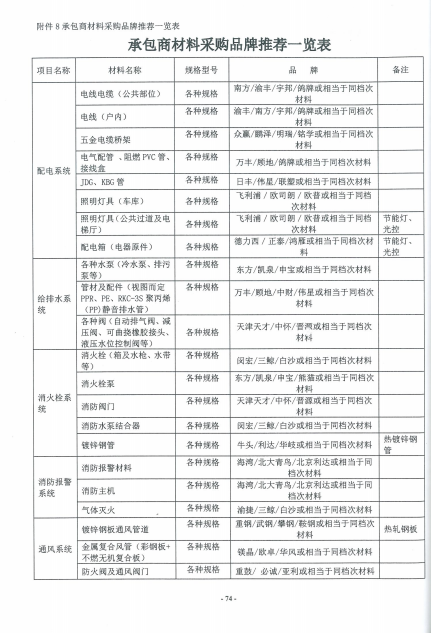 附件 8 承包商材料采购品牌推荐一览表
承包商材料采购品牌推荐一览表
项目名称 材料名称 规格型号 品 牌 备注
配电系统
电线电缆（公共部位） 各种规格 南方/渝丰/宇邦/鸽牌或相当于同档次
材料
电线（户内） 各种规格 渝丰/南方/宇邦/鸽牌或相当于同档次
材料
五金电缆桥架 各种规格 众赢/鹏泽/明瑞/铭学或相当于同档次
材料
电气配管 、阻燃 PVC 管、
接线盒 各种规格 万丰/顾地/鸽牌或相当于同档次材料
JDG、KBG 管 各种规格 日丰/伟星/联塑或相当于同档次材料
照明灯具（车库） 各种规格 飞利浦 / 欧司朗 / 欧普或相当于同档
次材料
照明灯具(公共过道及电
梯厅） 各种规格 飞利浦 / 欧司朗 / 欧普或相当于同档
次材料 节能灯、
光控
配电箱（电器源件） 各种规格 德力西 / 正泰/鸿雁或相当于同档次材
料 节能灯、
光控
给排水系
统
各种水泵（冷水泵、排污
泵等） 各种规格 东方/凯泉/申宝或相当于同档次材料
管材及配件（视图而定
PPR、PE、RKC-3S 聚丙烯
(PP)静音排水管） 各种规格 万丰/顾地/中财/伟星或相当于同档次
材料
各种阀（自动排气阀、减
压阀、可曲挠橡胶接头、
液压水位控制阀等） 各种规格 天津天才/中怀/晋鸿或相当于同档次
材料
消火栓系
统
消火栓（箱及水枪、水带
等） 各种规格 闵宏/三鲸/白沙或相当于同档次材料
消火栓泵 各种规格 东方/凯泉/申宝/熊猫或相当于同档次
材料
消防阀门 各种规格 天津天才/中怀/晋源或相当于同档次
材料
消防水泵结合器 各种规格 闵宏/三鲸/白沙或相当于同档次材料
镀锌钢管 各种规格 牛头/利达/华岐或相当于同档次材料 热镀锌钢
管
消防报警
系统
消防报警材料 各种规格 海湾/北大青鸟/北京利达或相当于同
档次材料
消防主机 各种规格 海湾/北大青鸟/北京利达或相当于同
档次材料
气体灭火 各种规格 渝捷/三鲸/白沙或相当于同档次材料
通风系统
镀锌钢板通风管道 各种规格 重钢/武钢/攀钢/鞍钢或相当于同档次
材料 热轧钢板
金属复合风管（彩钢板+
不燃无机复合板） 各种规格 镁晶/欧卓/华风或相当于同档次材料
防火阀及通风阀门 各种规格 重鼓/ 必诚/亚利或相当于同档次材料
- 74 -